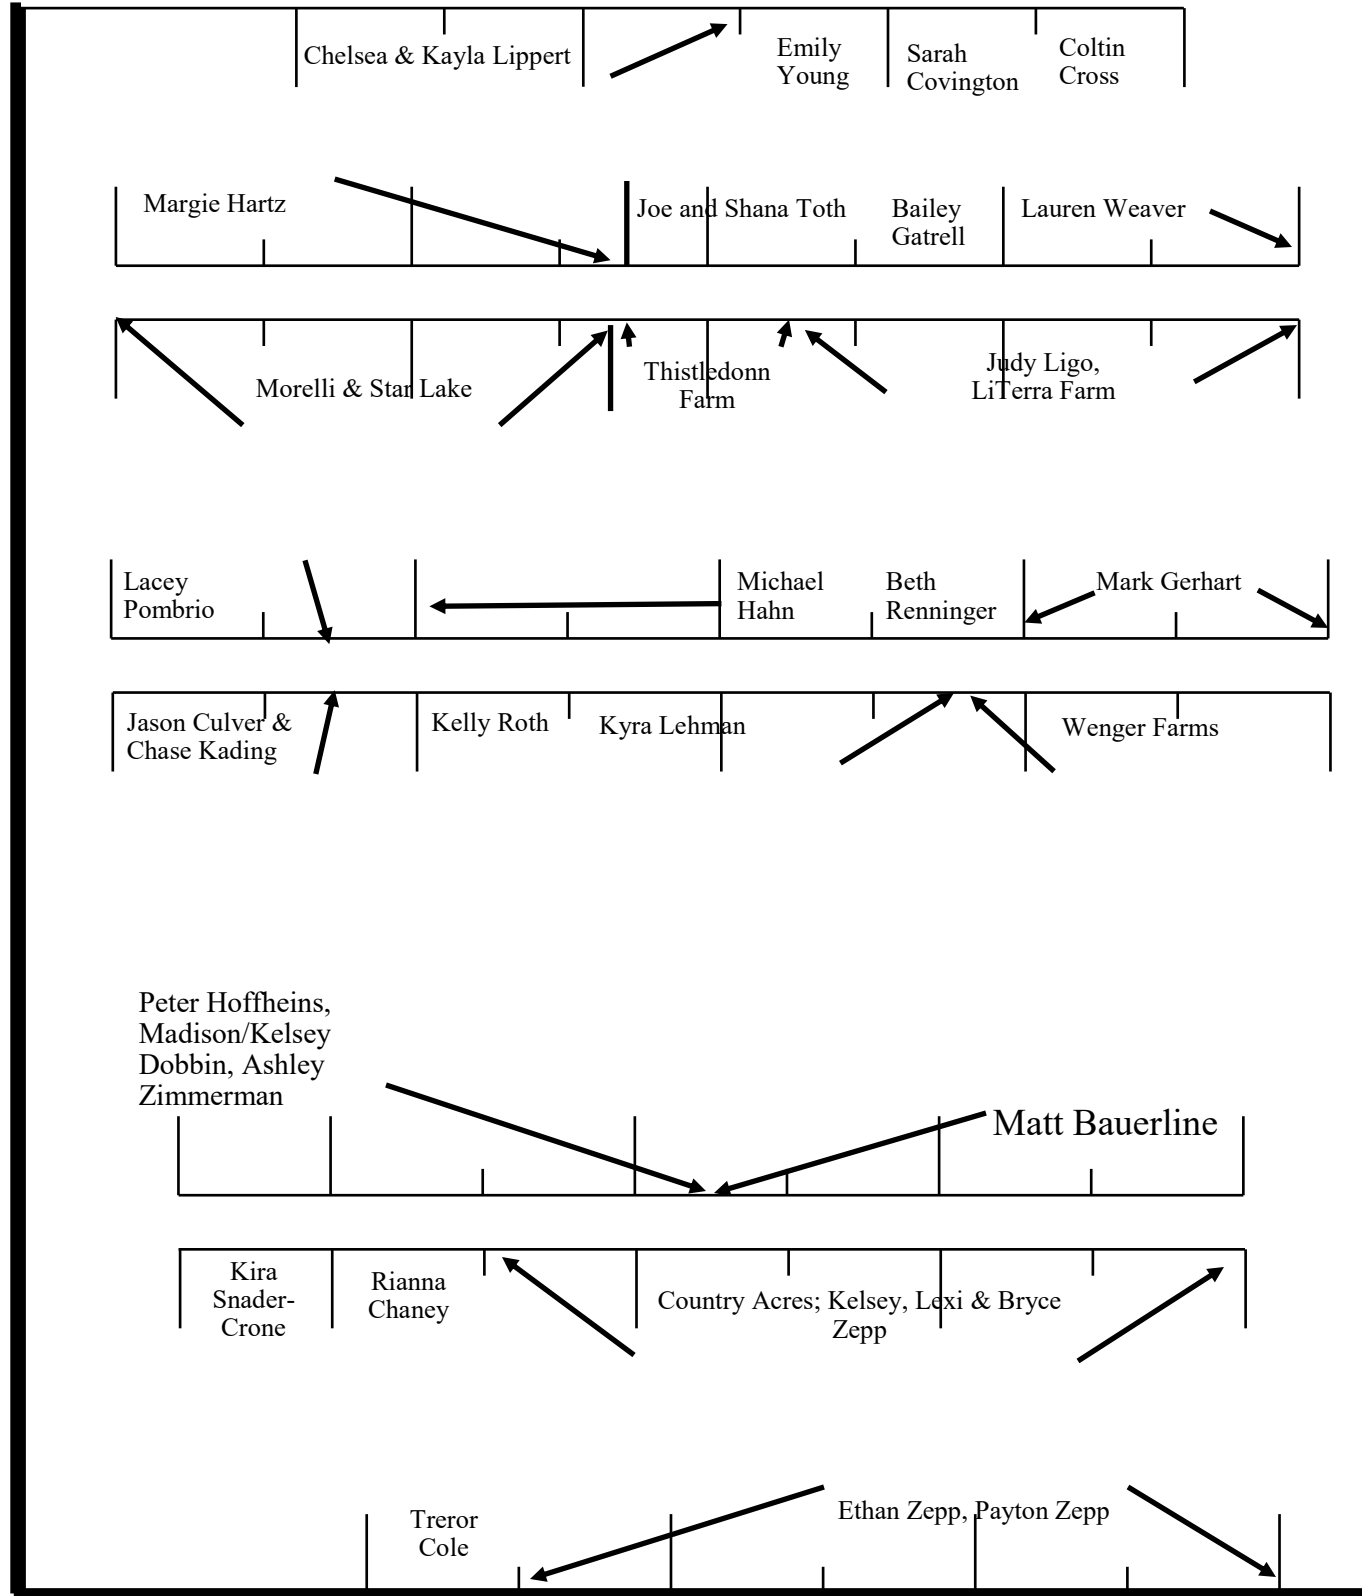 Chelsea & Kayla Lippert
Emily
Young
Sarah
Covington
Coltin
Cross
Margie Hartz
Joe and Shana Toth
Bailey
Gatrell
Lauren Weaver
Morelli & Star Lake
Thistledonn
Farm
Judy Ligo,
LiTerra Farm
Lacey
Pombrio
Michael
Hahn
Beth
Renninger
Mark Gerhart
Jason Culver &
Chase Kading
Kelly Roth
Kyra Lehman
Wenger Farms
Peter Hoffheins,
Madison/Kelsey
Dobbin, Ashley
Zimmerman
Matt Bauerline
Kira
Snader-
Crone
Rianna
Chaney
Country Acres; Kelsey, Lexi & Bryce
Zepp
Treror
Cole
Ethan Zepp, Payton Zepp